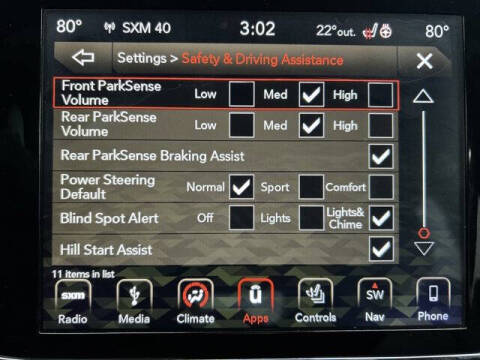 80° SXM 40 3:02 22°out. 80°
Settings > Safety & Driving Assistance
Front ParkSense
Volume Low Med High
Rear ParkSense
Volume Low Med High
Rear ParkSense Braking Assist
Power Steering
Default Normal Sport Comfort
Blind Spot Alert Off Lights Lights&
Chime
Hill Start Assist
11 items in list
sxm û SW
Radio Media Climate Apps Controls Nav Phone